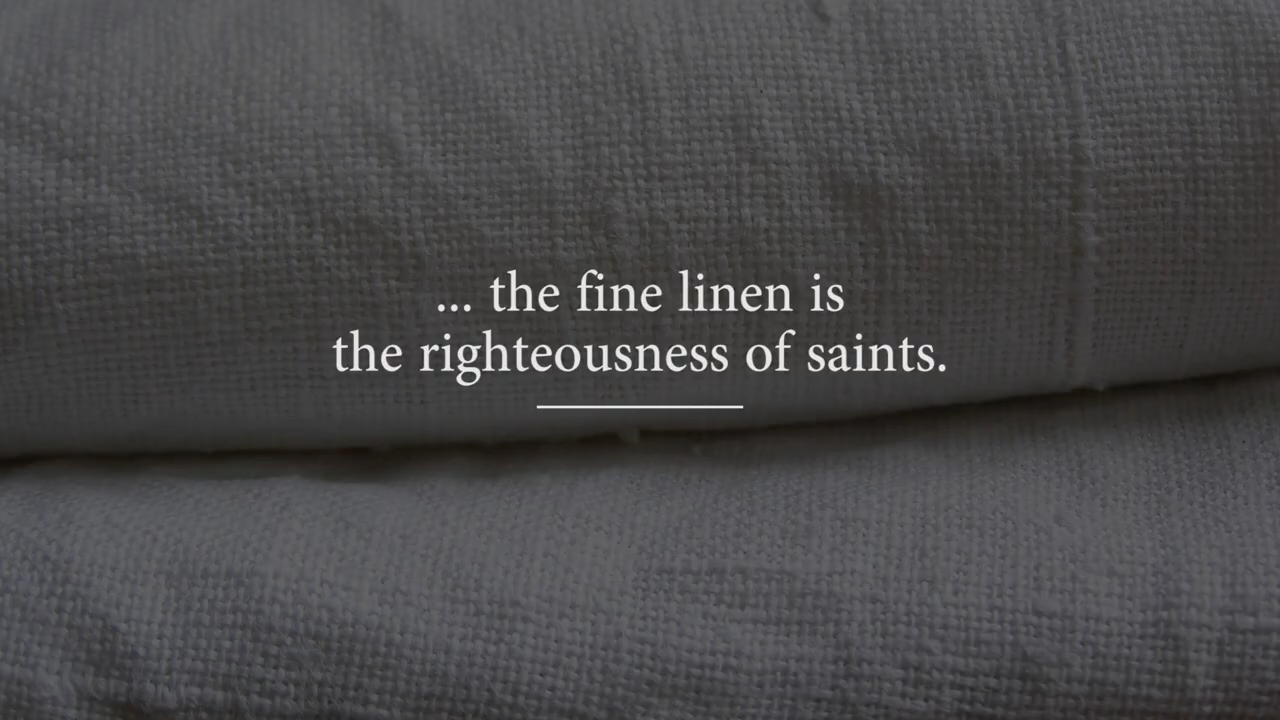 ... the fine linen is
the righteousness of saints.